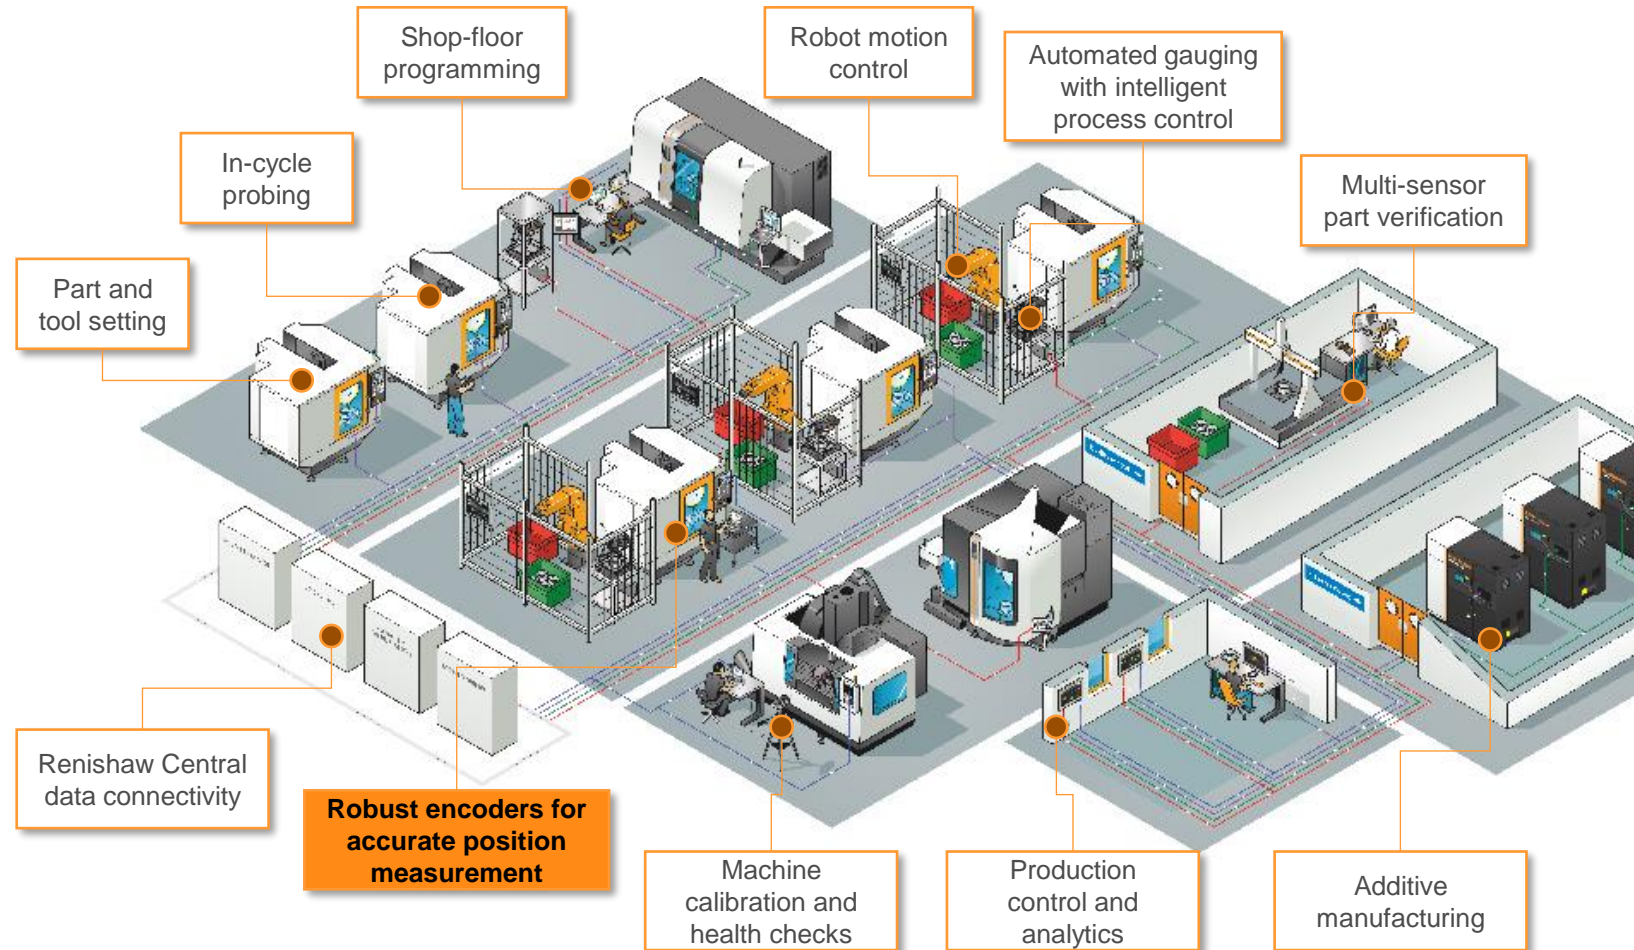 Shop-floor
programming
Robot motion
control
Automated gauging
with intelligent
process control
In-cycle
probing
Multi-sensor
part verification
Part and
tool setting
Renishaw Central
data connectivity
Robust encoders for
accurate position
measurement
Machine
calibration and
health checks
Production
control and
analytics
Additive
manufacturing